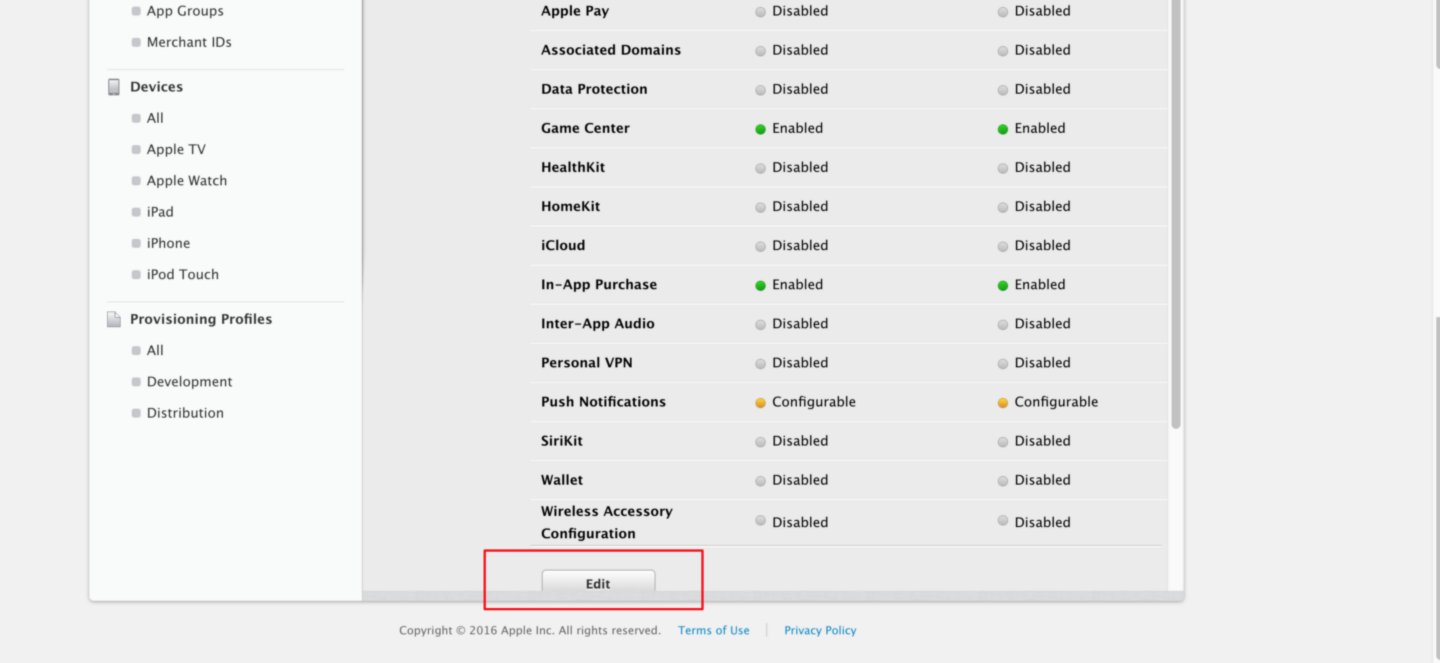 App Groups
Merchant IDs
Devices
All
Apple TV
Apple Watch
iPad
iPhone
iPod Touch
Provisioning Profiles
All
Development
Distribution
Apple Pay Disabled Disabled
Associated Domains Disabled Disabled
Data Protection Disabled Disabled
Game Center Enabled Enabled
HealthKit Disabled Disabled
HomeKit Disabled Disabled
iCloud Disabled Disabled
In-App Purchase Enabled Enabled
Inter-App Audio Disabled Disabled
Personal VPN Disabled Disabled
Push Notifications Configurable Configurable
SiriKit Disabled Disabled
Wallet Disabled Disabled
Wireless Accessory
Configuration Disabled Disabled
Edit
Copyright © 2016 Apple Inc. All rights reserved. Terms of Use Privacy Policy